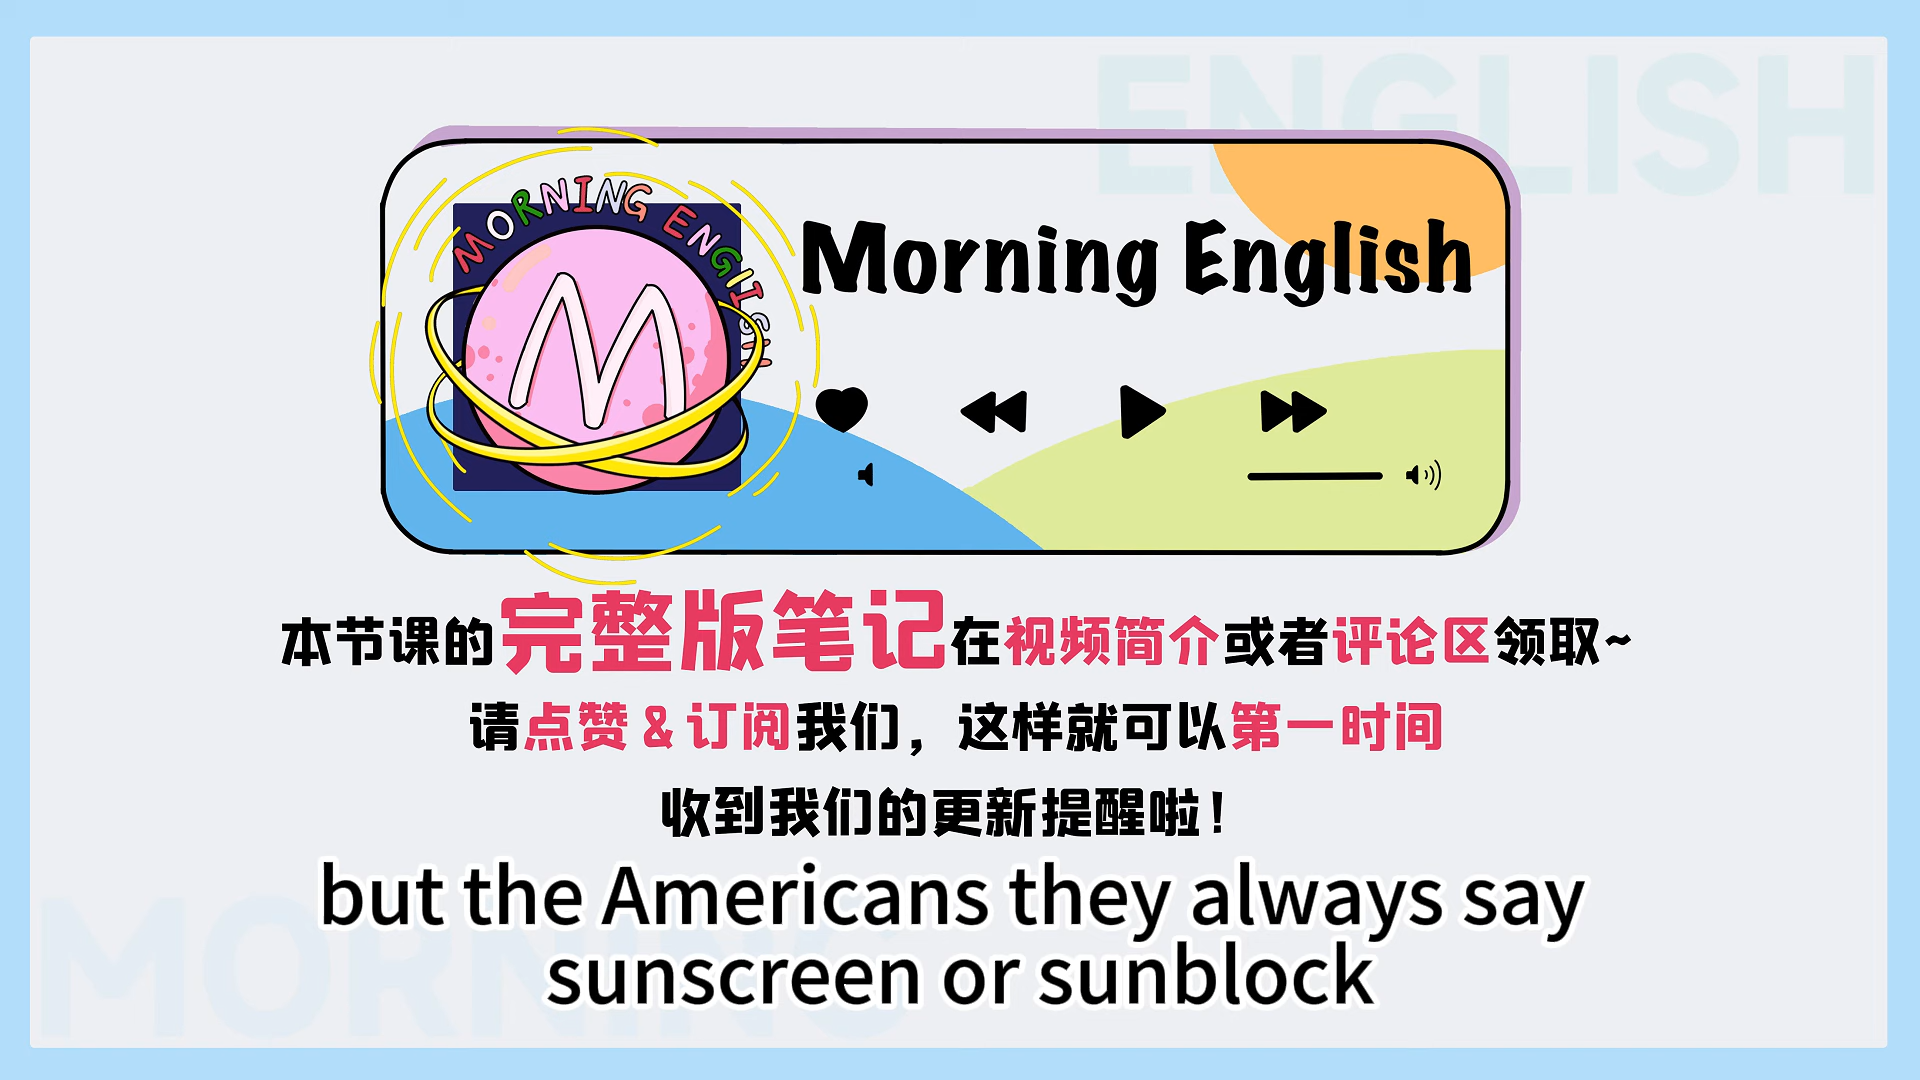 ENGLISH
MORNING ENGLISH
M
Morning English
本节课的完整版笔记在视频简介或者评论区领取~
请点赞&订阅我们，这样就可以第一时间
收到我们的更新提醒啦！
but the Americans they always say
sunscreen or sunblock
MORNING